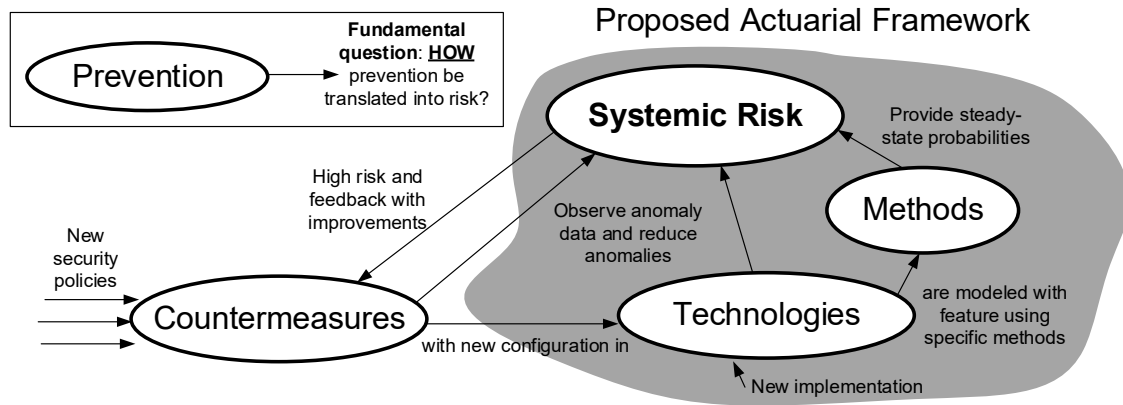 Proposed Actuarial Framework
Fundamental
question: HOW
prevention be
translated into risk?
Prevention
Systemic Risk
Provide steady-
state probabilities
High risk and
feedback with
improvements
Methods
Observe anomaly
data and reduce
anomalies
New
security
policies
Countermeasures
Technologies
are modeled with
feature using
specific methods
with new configuration in
New implementation